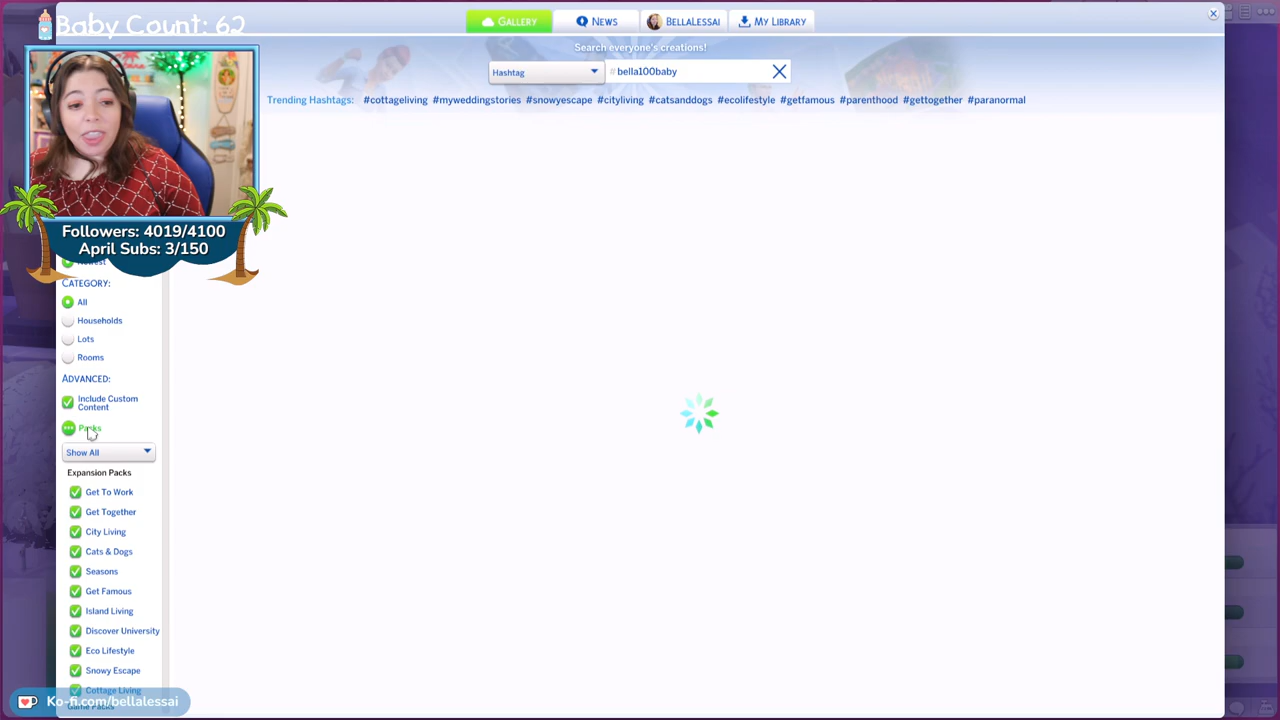 Baby Count: 62
GALLERY
NEWS
BELLALESSAI
MY LIBRARY
Search everyone's creations!
Hashtag
# bella100baby
Trending Hashtags: #cottageliving #myweddingstories #snowyescape #cityliving #catsanddogs #ecolifestyle #getfamous #parenthood #gettogether #paranormal
Followers: 4019/4100
April Subs: 3/150
Newest
CATEGORY:
All
Households
Lots
Rooms
ADVANCED:
Include Custom
Content
Packs
Show All
Expansion Packs
Get To Work
Get Together
City Living
Cats & Dogs
Seasons
Get Famous
Island Living
Discover University
Eco Lifestyle
Snowy Escape
Cottage Living
Ko-fi.com/bellalessai
Game Packs